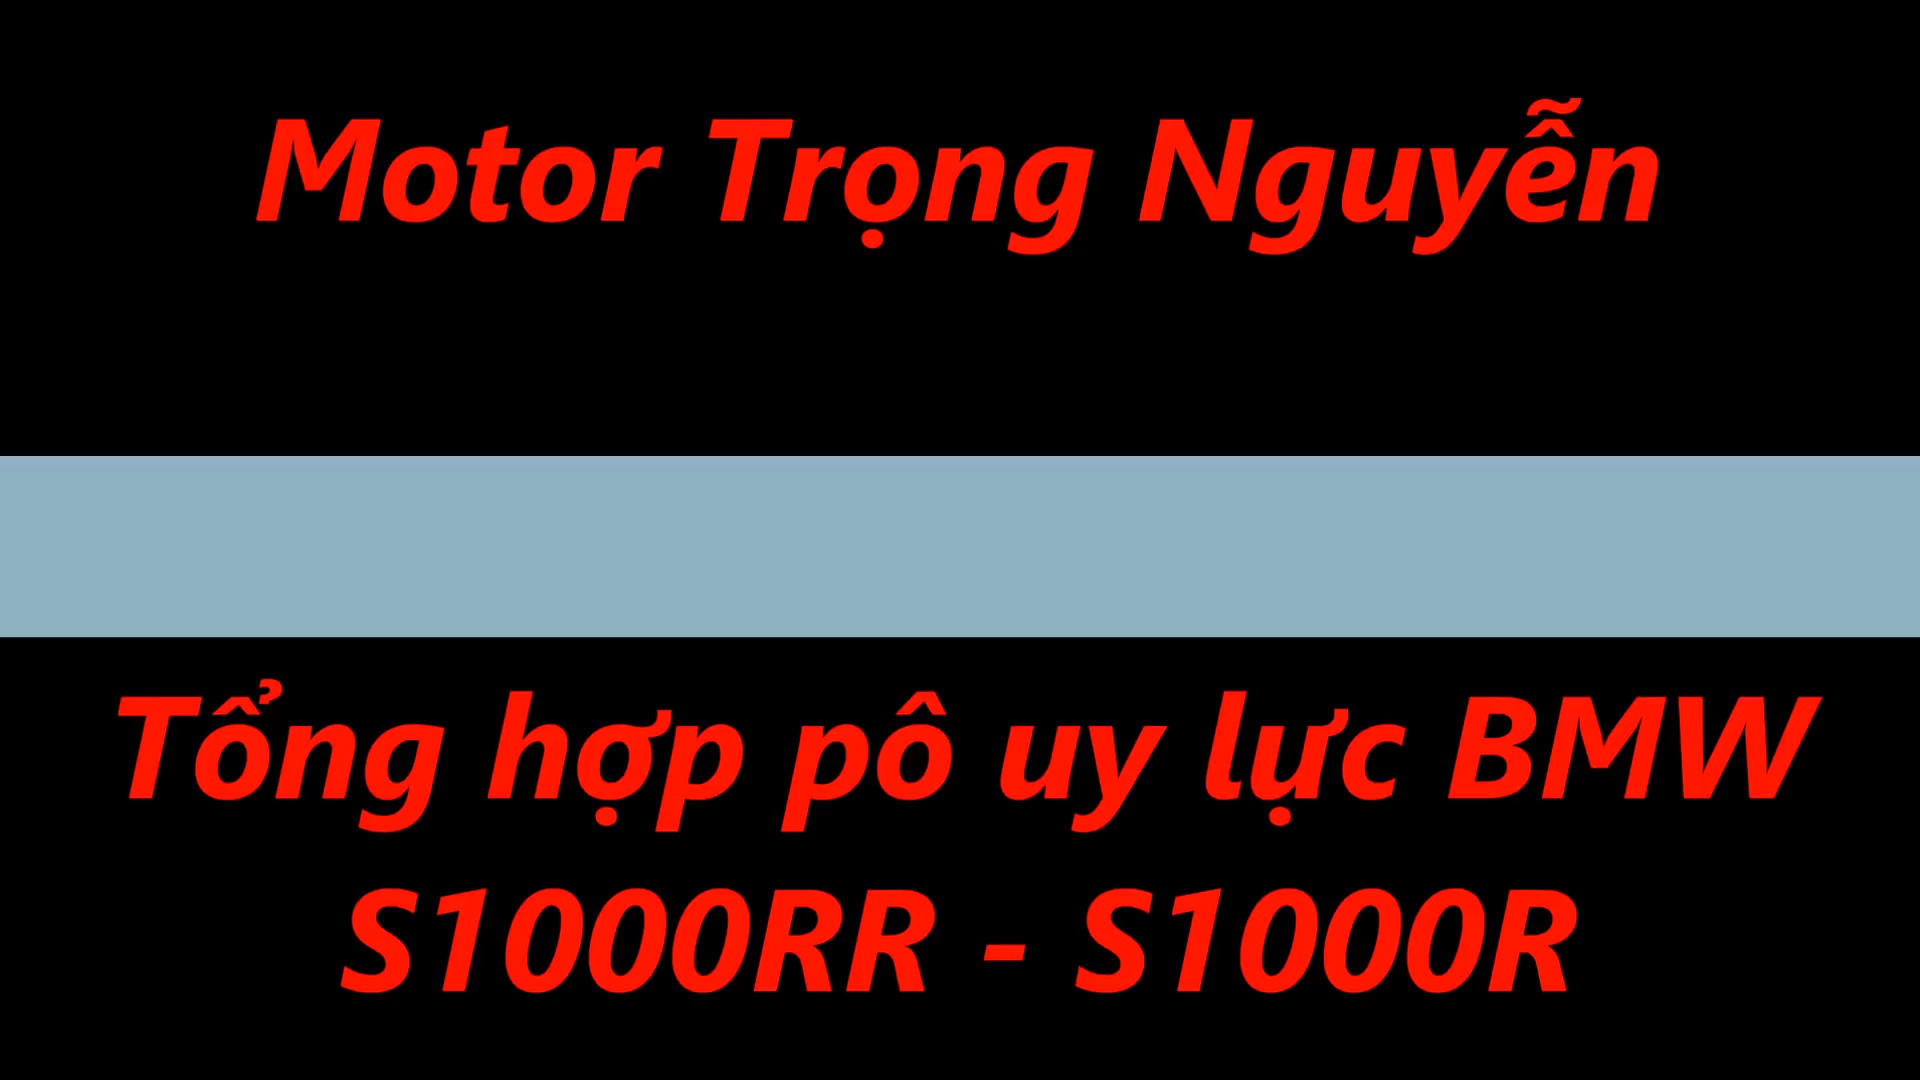 Motor Trọng Nguyễn
Tổng hợp pô uy lực BMW
S1000RR - S1000R